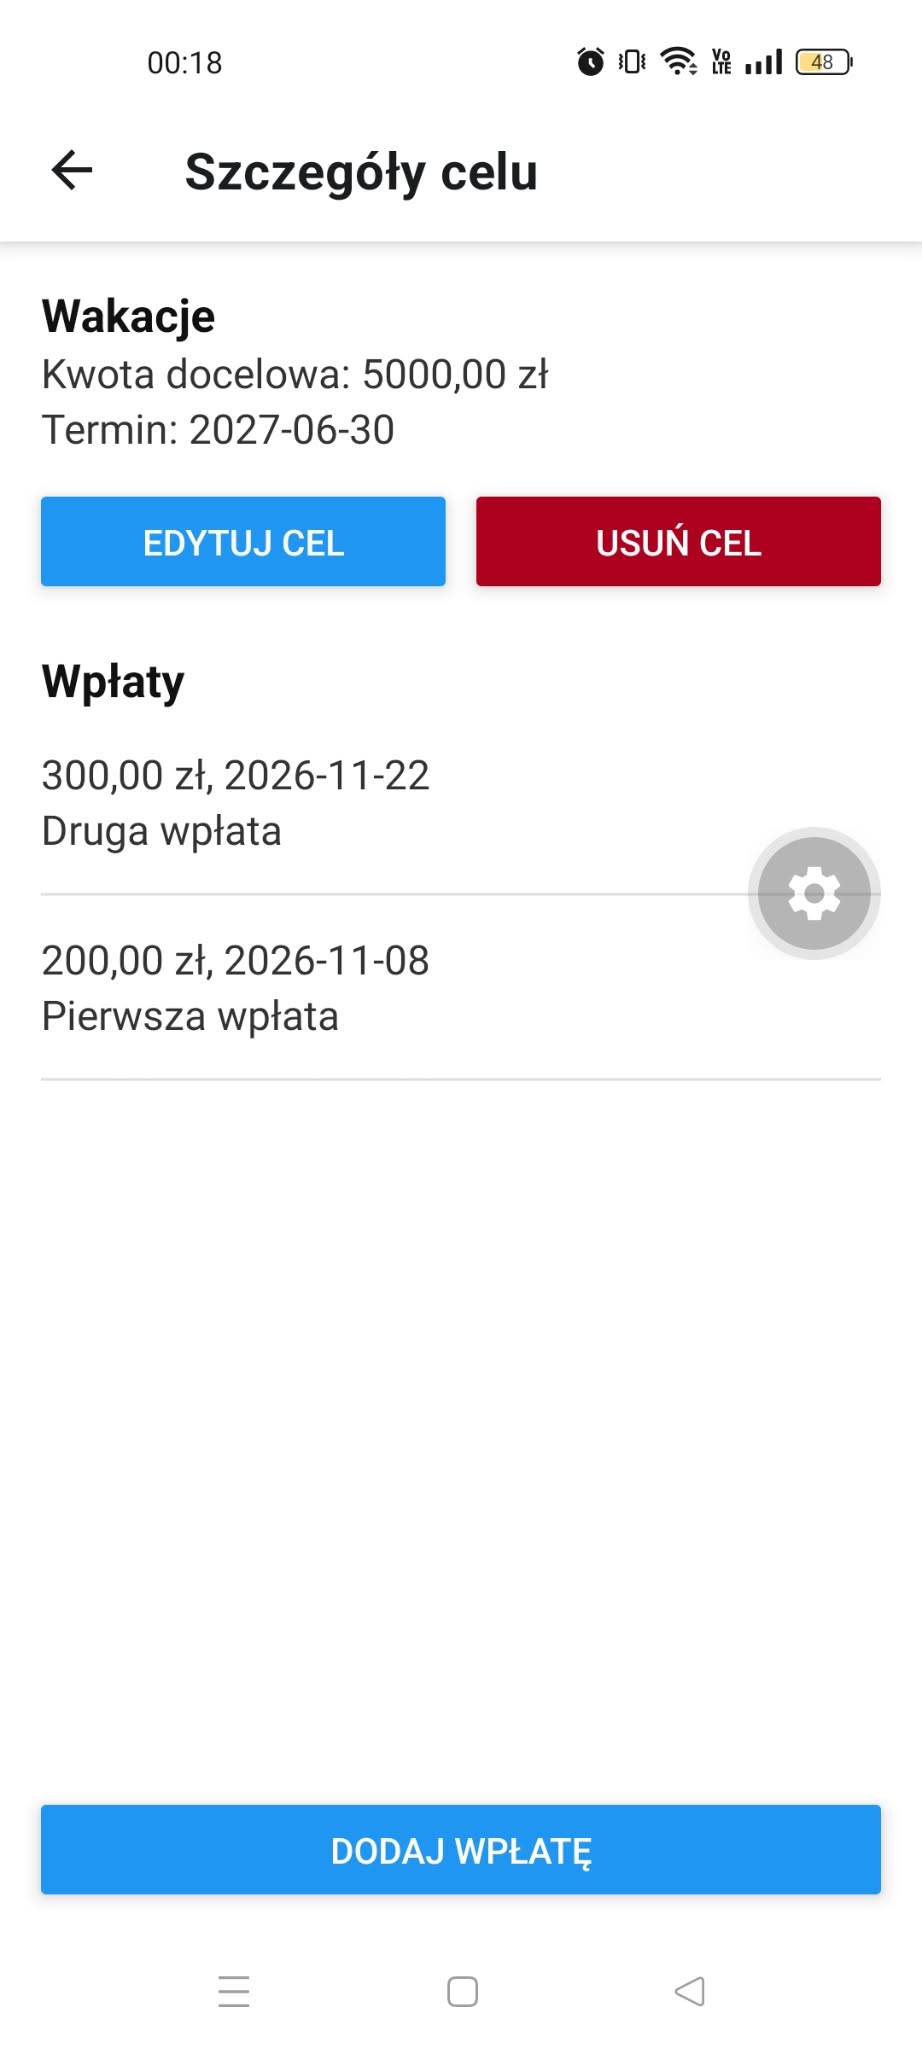 00:18
VoLTE
48
Szczegóły celu
Wakacje
Kwota docelowa: 5000,00 zł
Termin: 2027-06-30
EDYTUJ CEL
USUŃ CEL
Wpłaty
300,00 zł, 2026-11-22
Druga wpłata
200,00 zł, 2026-11-08
Pierwsza wpłata
DODAJ WPŁATĘ